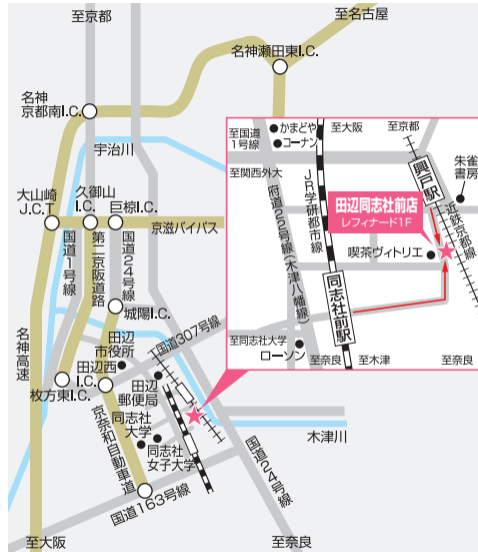 至京都
至名古屋
名神瀬田東I.C.
名神
京都南I.C.
宇治川
大山崎
J.C.T
久御山
I.C.
巨椋I.C.
京滋バイパス
国道1号線
第二京阪道路
国道24号線
城陽I.C.
国道307号線
田辺
市役所
田辺西
I.C.
田辺
郵便局
枚方東I.C.
名神高速
京奈和自動車道
同志社
大学
同志社
女子大学
国道163号線
国道24号線
木津川
至大阪
至奈良
至国道
1号線
かまどや
コーナン
至大阪
至京都
至関西外大
府道22号線(木津八幡線)
JR学研都市線
興戸駅
朱雀
書房
田辺同志社前店
レフィナード1F
近鉄京都線
喫茶ヴィトリエ
同志社前駅
至同志社大学
ローソン
至奈良
至木津
至奈良